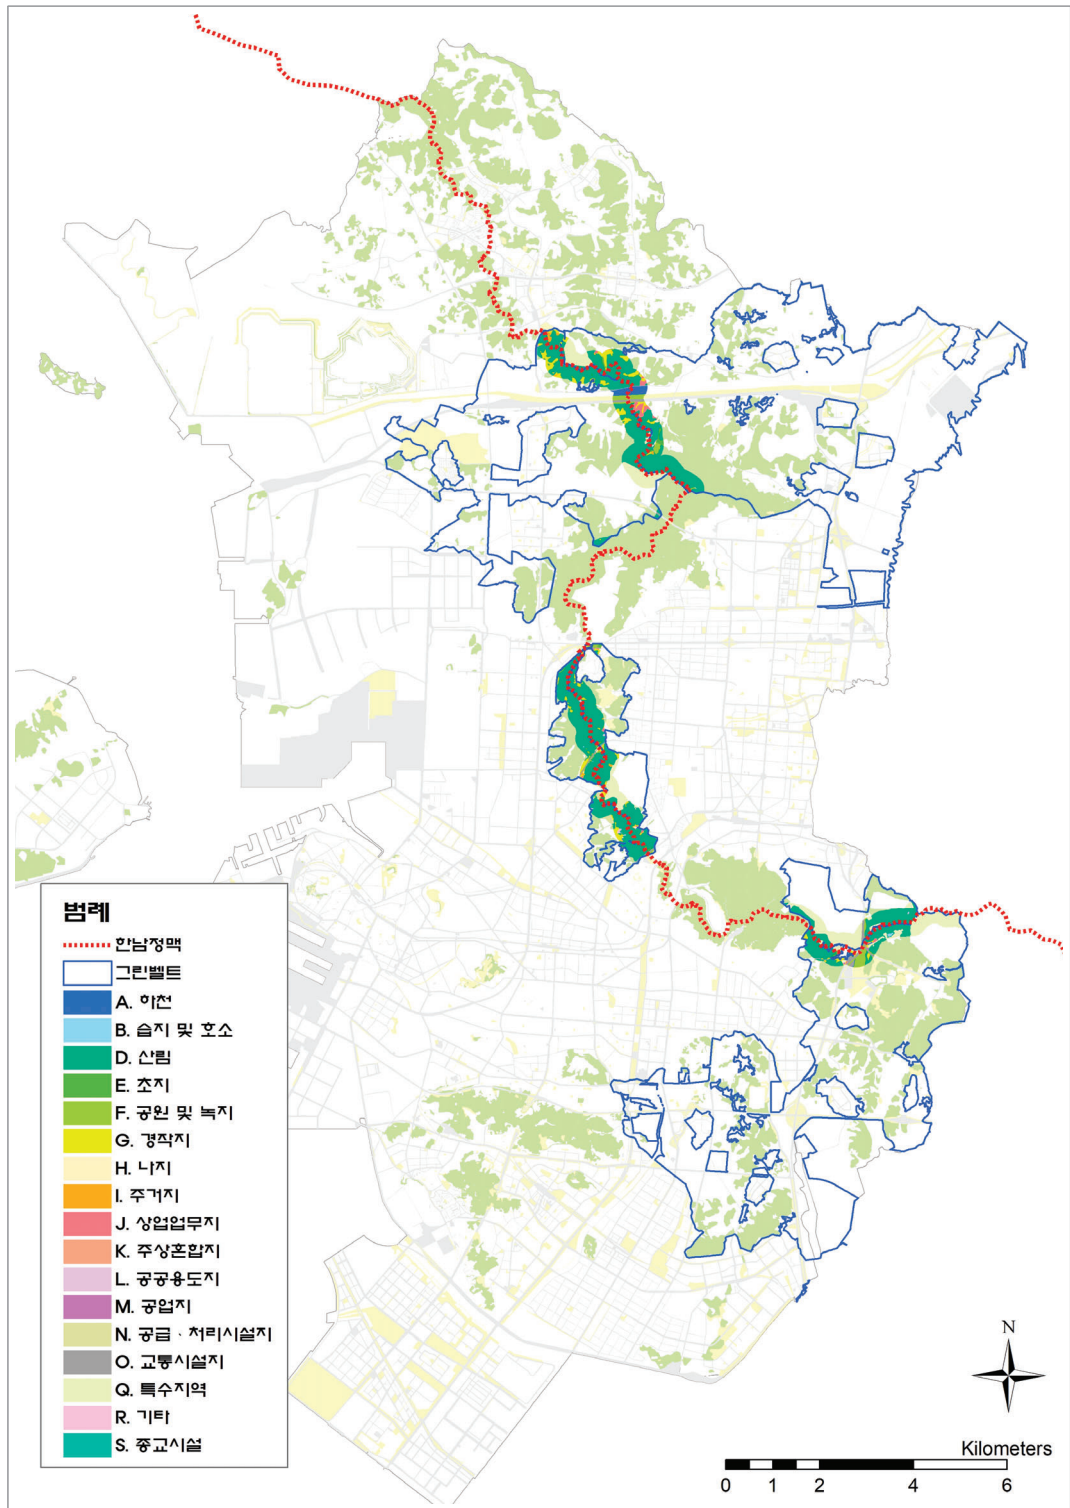 범례
한남정맥
그린벨트
A. 하천
B. 습지 및 호소
D. 산림
E. 초지
F. 공원 및 녹지
G. 경작지
H. 나지
I. 주거지
J. 상업업무지
K. 주상혼합지
L. 공공용도지
M. 공업지
N. 공급ㆍ처리시설지
O. 교통시설지
Q. 특수지역
R. 기타
S. 종교시설
N
Kilometers
0 1 2 4 6